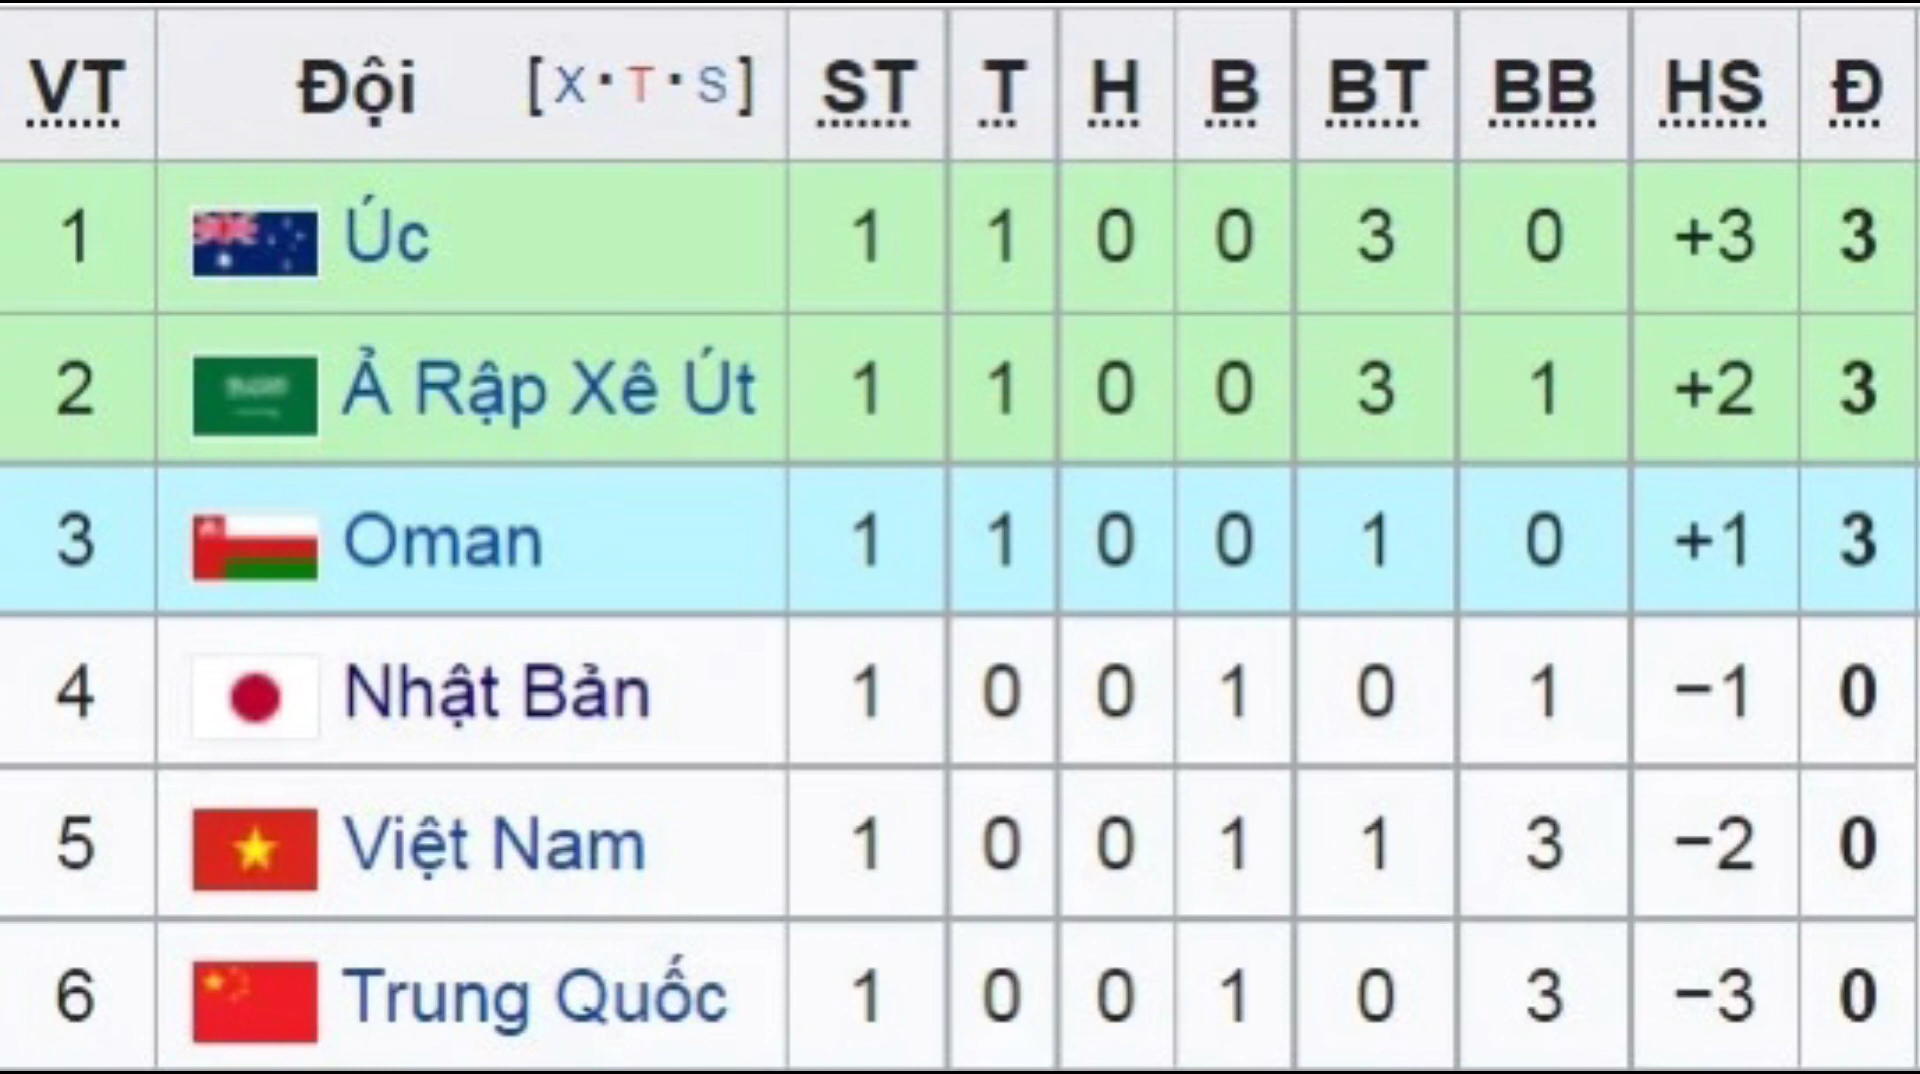 VT Đội [X·T·S] ST T H B BT BB HS Đ
1 Úc 1 1 0 0 3 0 +3 3
2 Ả Rập Xê Út 1 1 0 0 3 1 +2 3
3 Oman 1 1 0 0 1 0 +1 3
4 Nhật Bản 1 0 0 1 0 1 −1 0
5 Việt Nam 1 0 0 1 1 3 −2 0
6 Trung Quốc 1 0 0 1 0 3 −3 0